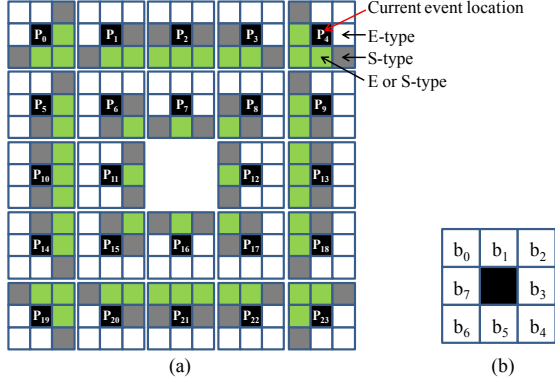 Current event location
E-type
S-type
E or S-type
P₀ P₁ P₂ P₃ P₄
P₅ P₆ P₇ P₈ P₉
P₁₀ P₁₁ P₁₂ P₁₃
P₁₄ P₁₅ P₁₆ P₁₇ P₁₈
P₁₉ P₂₀ P₂₁ P₂₂ P₂₃
(a)
b₀ b₁ b₂
b₇ b₃
b₆ b₅ b₄
(b)